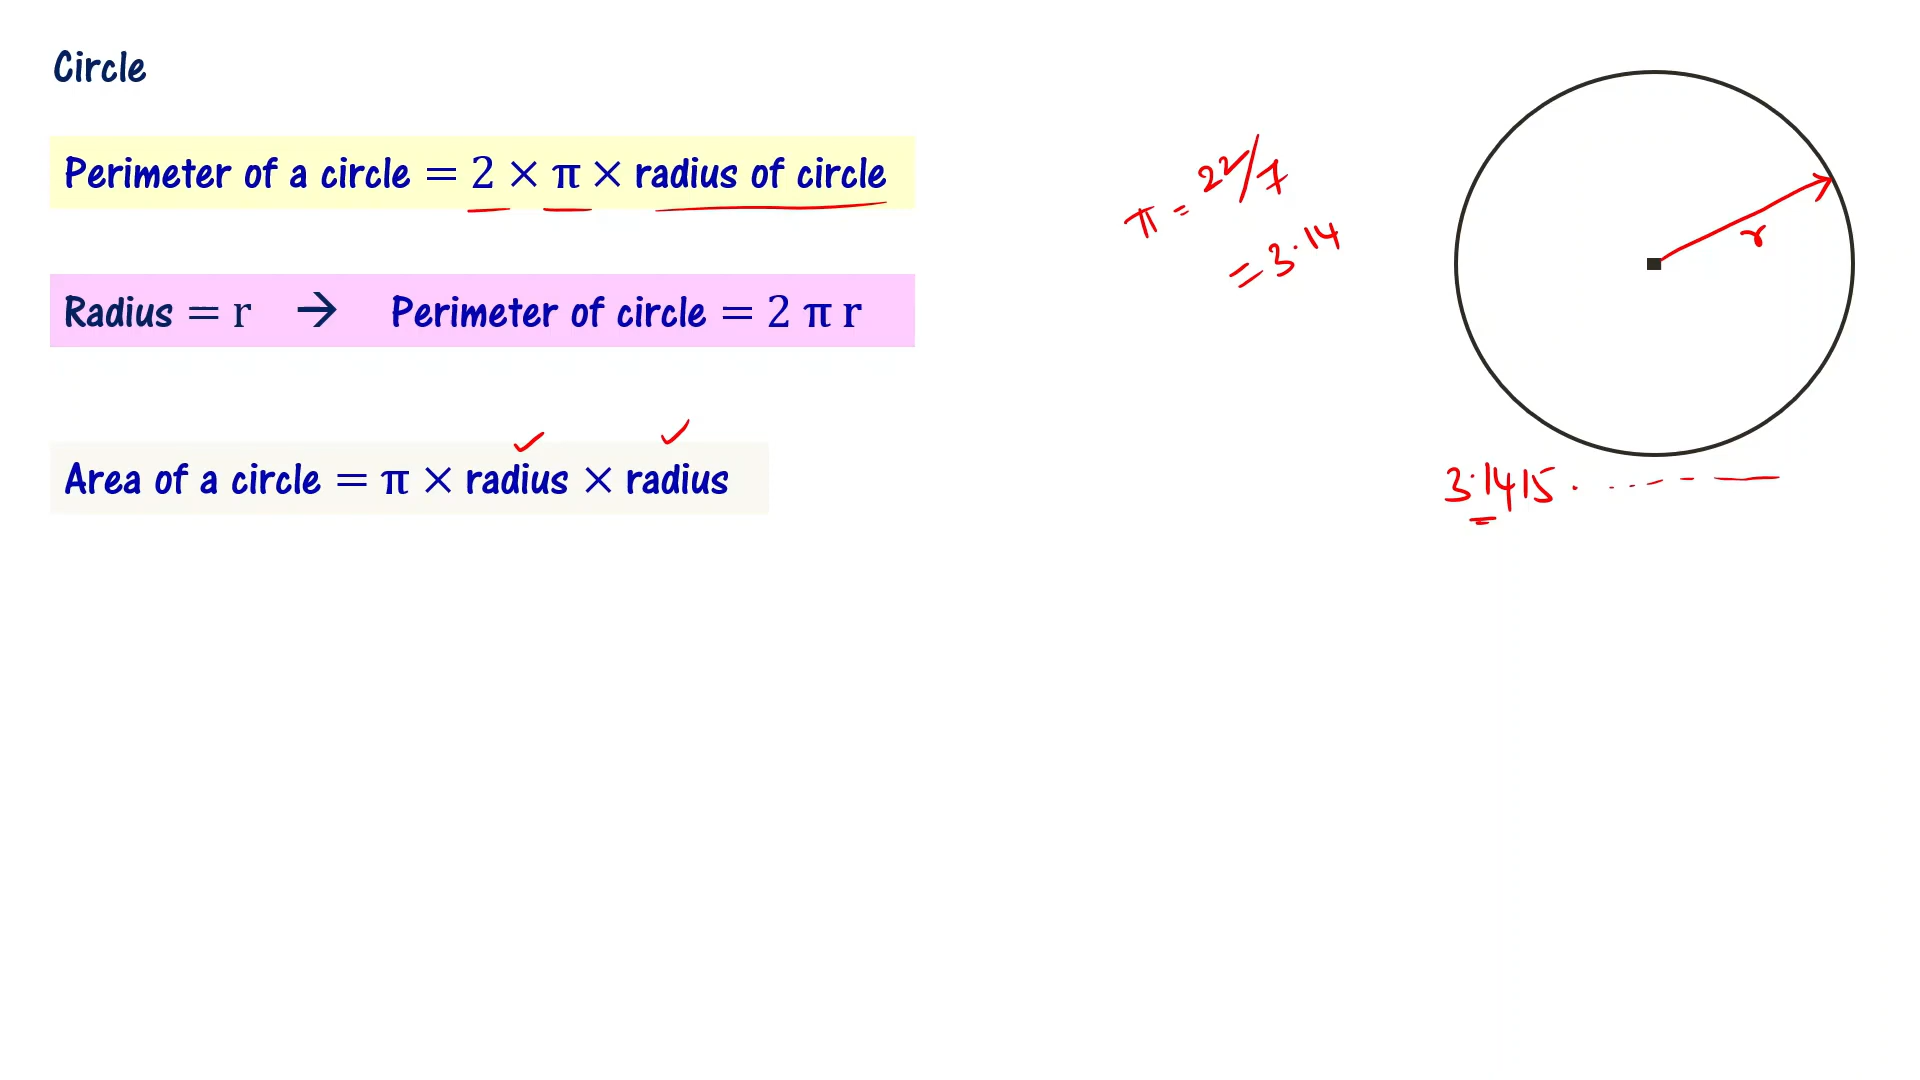 Circle
Perimeter of a circle = 2 × π × radius of circle
π = 22/7
= 3.14
r
Radius = r → Perimeter of circle = 2 π r
Area of a circle = π × radius × radius
3.1415. ...---